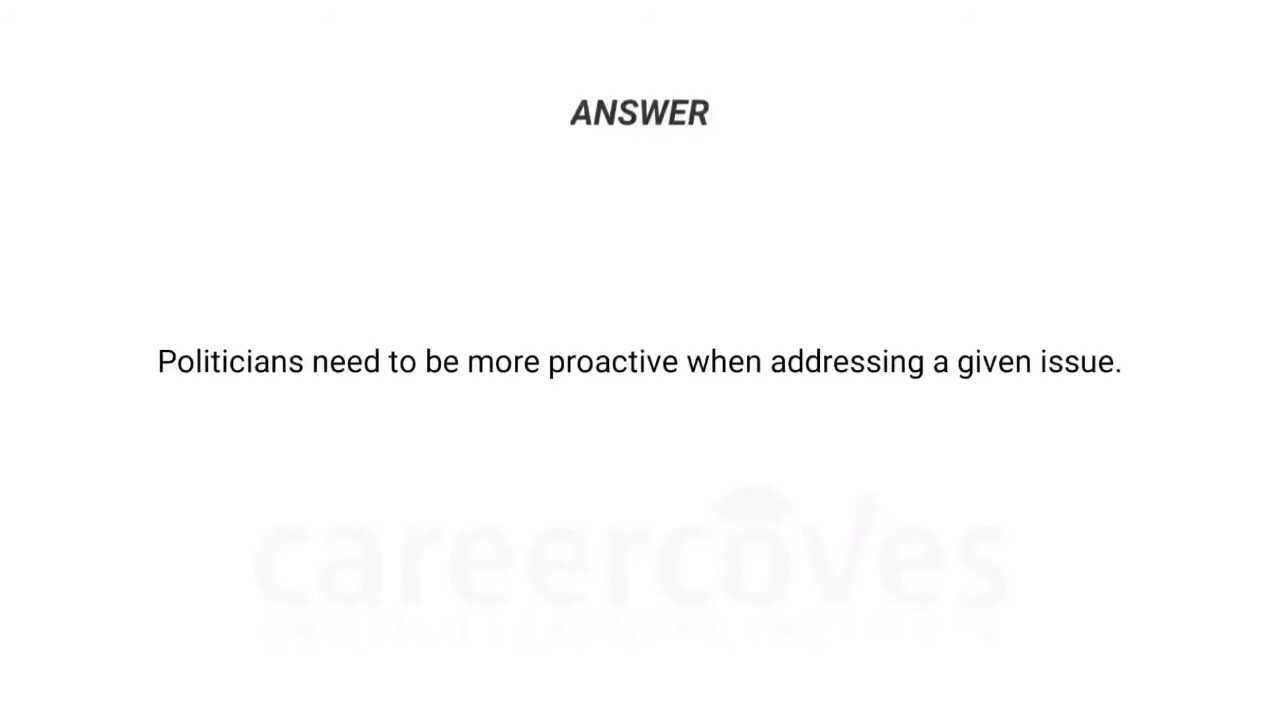 ANSWER
Politicians need to be more proactive when addressing a given issue.
careercoves